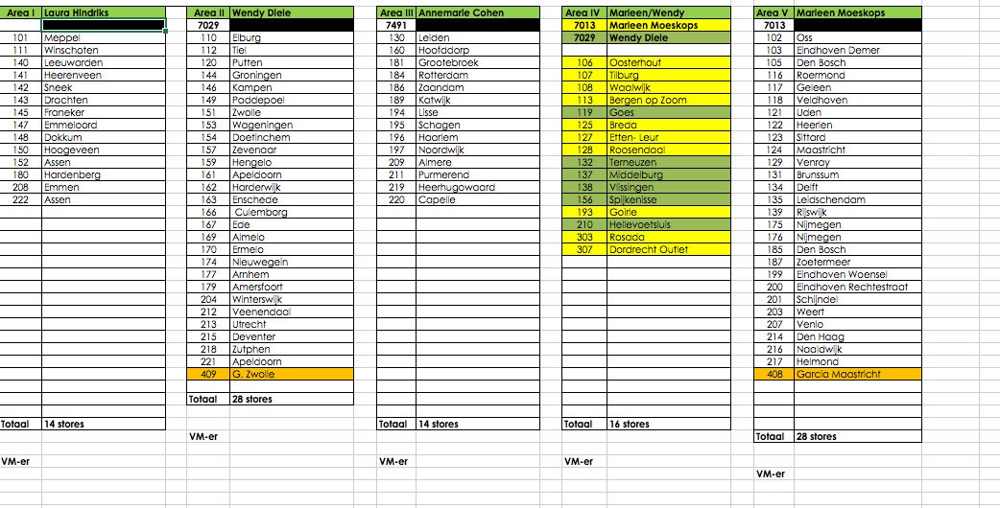 Area I Laura Hindriks
101 Meppel
111 Winschoten
140 Leeuwarden
141 Heerenveen
142 Sneek
143 Drachten
145 Franeker
147 Emmeloord
148 Dokkum
150 Hoogeveen
152 Assen
180 Hardenberg
208 Emmen
222 Assen
Totaal 14 stores
VM-er
Area II Wendy Diele
7029
110 Elburg
112 Tiel
120 Putten
144 Groningen
146 Kampen
149 Paddepoel
151 Zwolle
153 Wageningen
154 Doetinchem
157 Zevenaar
159 Hengelo
161 Apeldoorn
162 Harderwijk
163 Enschede
166 Culemborg
167 Ede
169 Almelo
170 Ermelo
174 Nieuwegein
177 Arnhem
179 Amersfoort
204 Winterswijk
212 Veenendaal
213 Utrecht
215 Deventer
218 Zutphen
221 Apeldoorn
409 G. Zwolle
Totaal 28 stores
VM-er
Area III Annemarie Cohen
7491
130 Leiden
160 Hoofddorp
181 Grootebroek
184 Rotterdam
186 Zaandam
189 Katwijk
194 Lisse
195 Schagen
196 Haarlem
197 Noordwijk
209 Almere
211 Purmerend
219 Heerhugowaard
220 Capelle
Totaal 14 stores
VM-er
Area IV Marleen/Wendy
7013 Marleen Moeskops
7029 Wendy Diele
106 Oosterhout
107 Tilburg
108 Waalwijk
113 Bergen op Zoom
119 Goes
125 Breda
127 Etten- Leur
128 Roosendaal
132 Terneuzen
137 Middelburg
138 Vlissingen
156 Spijkenisse
193 Goirle
210 Hellevoetsluis
303 Rosada
307 Dordrecht Outlet
Totaal 16 stores
VM-er
Area V Marleen Moeskops
7013
102 Oss
103 Eindhoven Demer
105 Den Bosch
116 Roermond
117 Geleen
118 Veldhoven
121 Uden
122 Heerlen
123 Sittard
124 Maastricht
129 Venray
131 Brunssum
134 Delft
135 Leidschendam
139 Rijswijk
175 Nijmegen
176 Nijmegen
185 Den Bosch
187 Zoetermeer
199 Eindhoven Woensel
200 Eindhoven Rechtestraat
201 Schijndel
203 Weert
207 Venlo
214 Den Haag
216 Naaldwijk
217 Helmond
408 Garcia Maastricht
Totaal 28 stores
VM-er